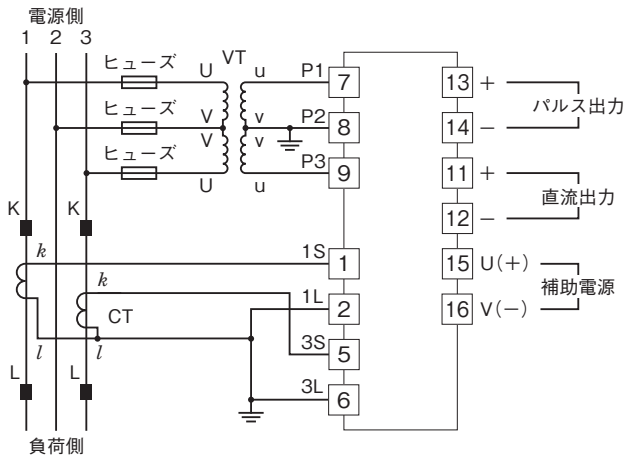 電源側
1 2 3
ヒューズ
VT
U
u
P1
7
ヒューズ
V
v
P2
8
V
v
ヒューズ
U
u
P3
9
13 +
パルス出力
14 −
11 +
直流出力
12 −
15 U(+)
補助電源
16 V(−)
K
K
k
1S
1
k
1L
2
CT
l
l
3S
5
L
L
3L
6
負荷側